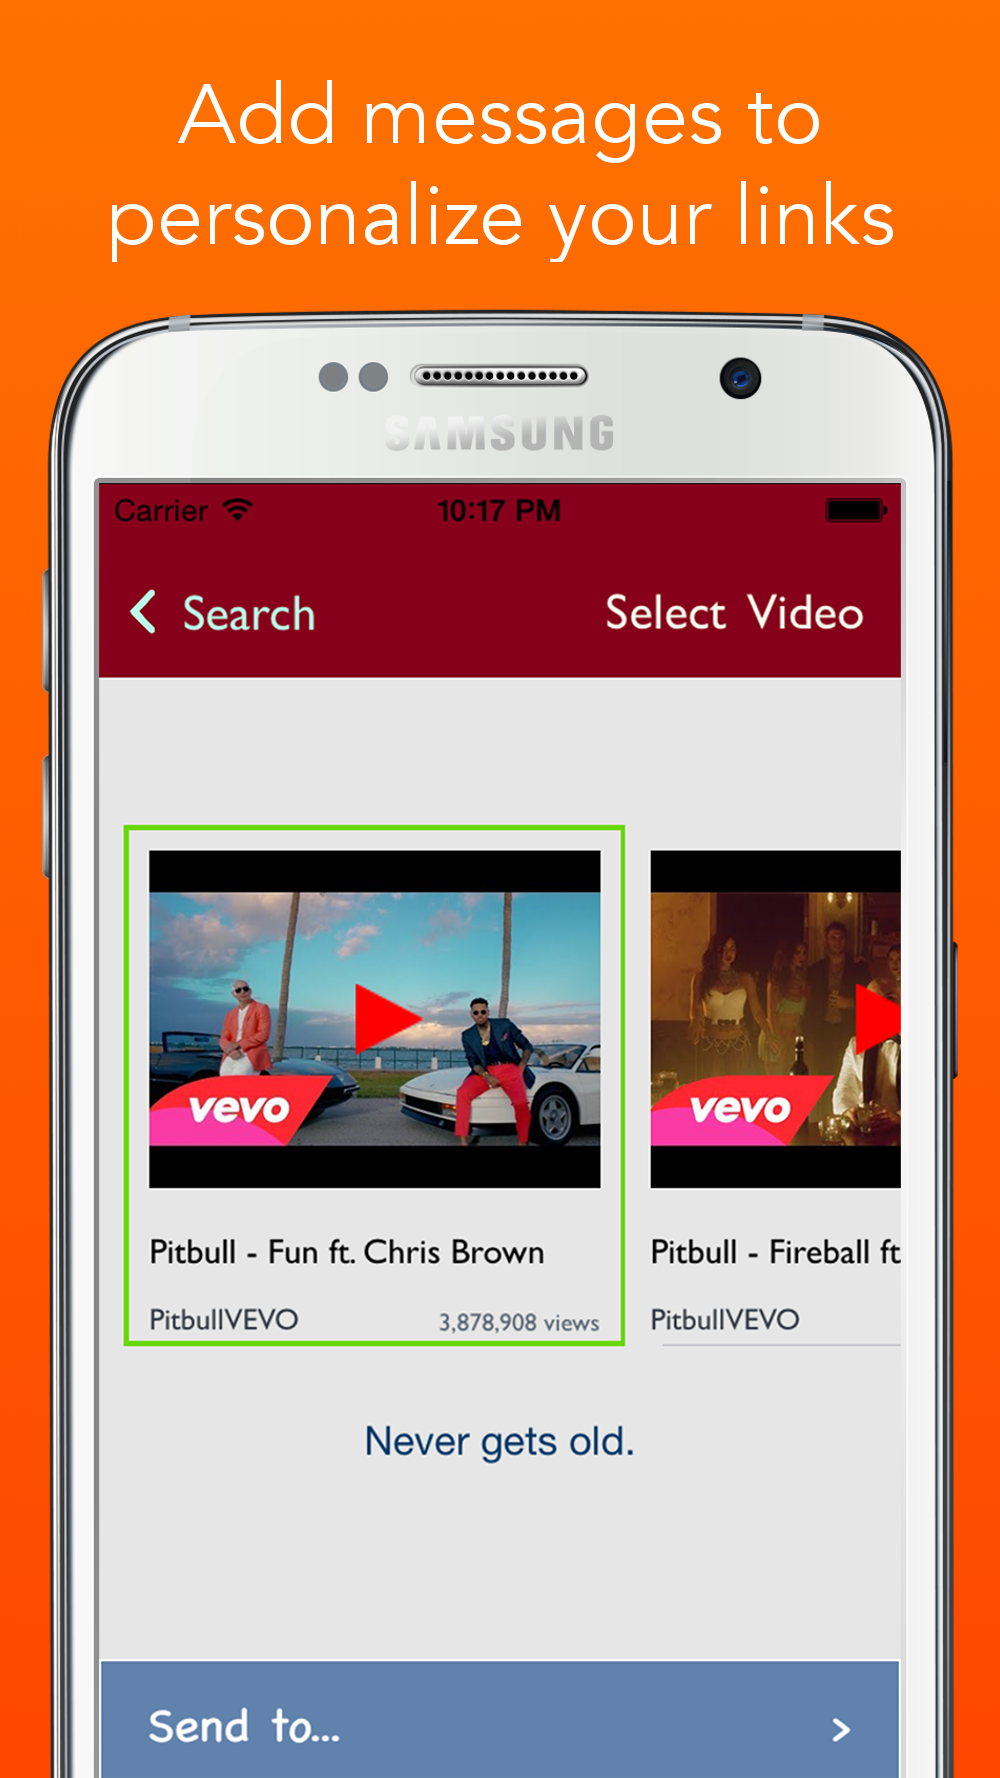 Add messages to
personalize your links
SAMSUNG
Carrier
10:17 PM
Search
Select Video
vevo
vevo
Pitbull - Fun ft. Chris Brown
Pitbull - Fireball ft
PitbullVEVO
3,878,908 views
PitbullVEVO
Never gets old.
Send to...